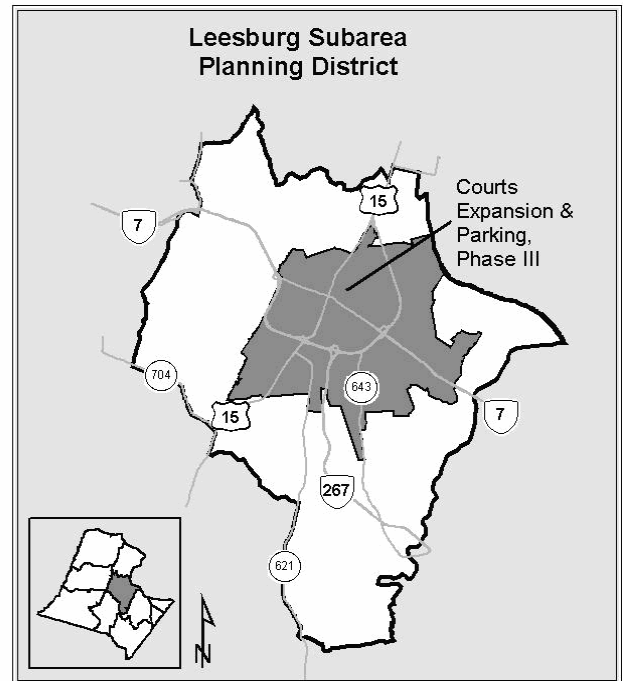 Leesburg Subarea
Planning District
15
Courts
Expansion &
Parking,
Phase III
7
704
643
15
7
267
621
N